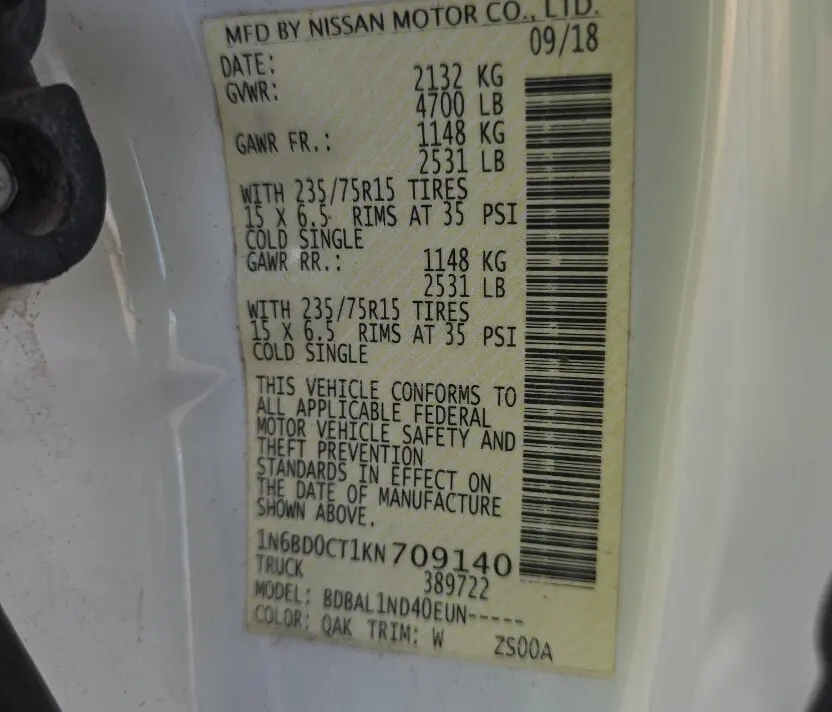 MFD BY NISSAN MOTOR CO., LTD.
DATE: 09/18
GVWR: 2132 KG
4700 LB
GAWR FR.: 1148 KG
2531 LB
WITH 235/75R15 TIRES
15 X 6.5 RIMS AT 35 PSI
COLD SINGLE
GAWR RR.: 1148 KG
2531 LB
WITH 235/75R15 TIRES
15 X 6.5 RIMS AT 35 PSI
COLD SINGLE
THIS VEHICLE CONFORMS TO
ALL APPLICABLE FEDERAL
MOTOR VEHICLE SAFETY AND
THEFT PREVENTION
STANDARDS IN EFFECT ON
THE DATE OF MANUFACTURE
SHOWN ABOVE.
1N6BD0CT1KN709140
TRUCK 389722
MODEL: BDBAL1ND40EUN-----
COLOR: QAK TRIM: W ZS00A